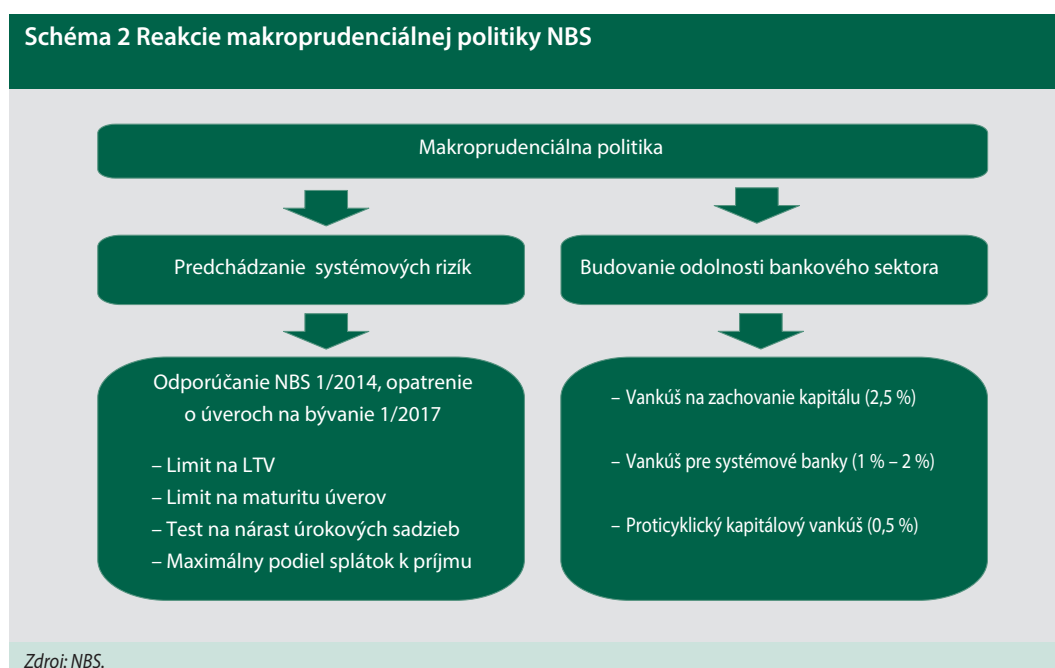 Schéma 2 Reakcie makroprudenciálnej politiky NBS
Makroprudenciálna politika
Predchádzanie systémových rizík
Budovanie odolnosti bankového sektora
Odporúčanie NBS 1/2014, opatrenie
o úveroch na bývanie 1/2017
– Limit na LTV
– Limit na maturitu úverov
– Test na nárast úrokových sadzieb
– Maximálny podiel splátok k príjmu
– Vankúš na zachovanie kapitálu (2,5 %)
– Vankúš pre systémové banky (1 % – 2 %)
– Proticyklický kapitálový vankúš (0,5 %)
Zdroj: NBS.